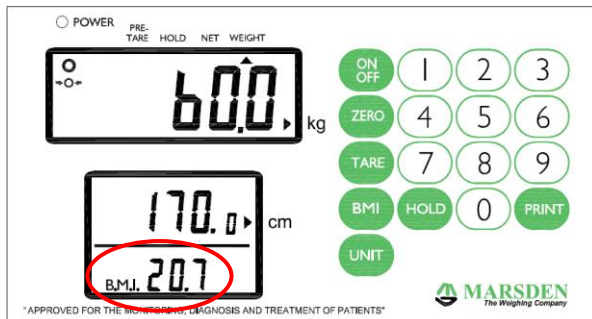 POWER
PRE-
TARE HOLD NET WEIGHT
60.0 kg
170.0 cm
B.M.I. 20.7
ON
OFF 1 2 3
ZERO 4 5 6
TARE 7 8 9
BMI HOLD 0 PRINT
UNIT
MARSDEN
The Weighing Company
"APPROVED FOR THE MONITORING, DIAGNOSIS AND TREATMENT OF PATIENTS"